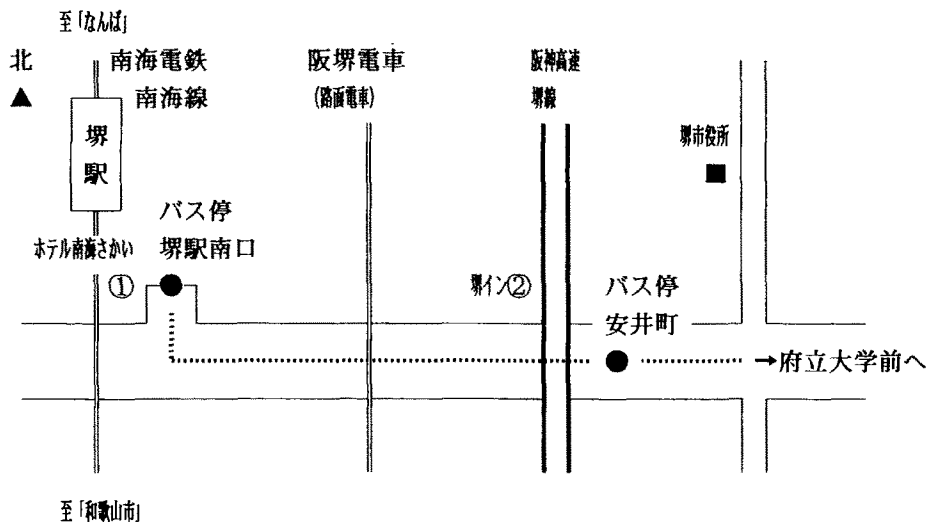 至「なんば」
北
▲
南海電鉄
南海線
阪堺電車
(路面電車)
阪神高速
堺線
堺市役所
堺駅
バス停
堺駅南口
ホテル南海さかい
①
堺イン②
バス停
安井町
→府立大学前へ
至「和歌山市」